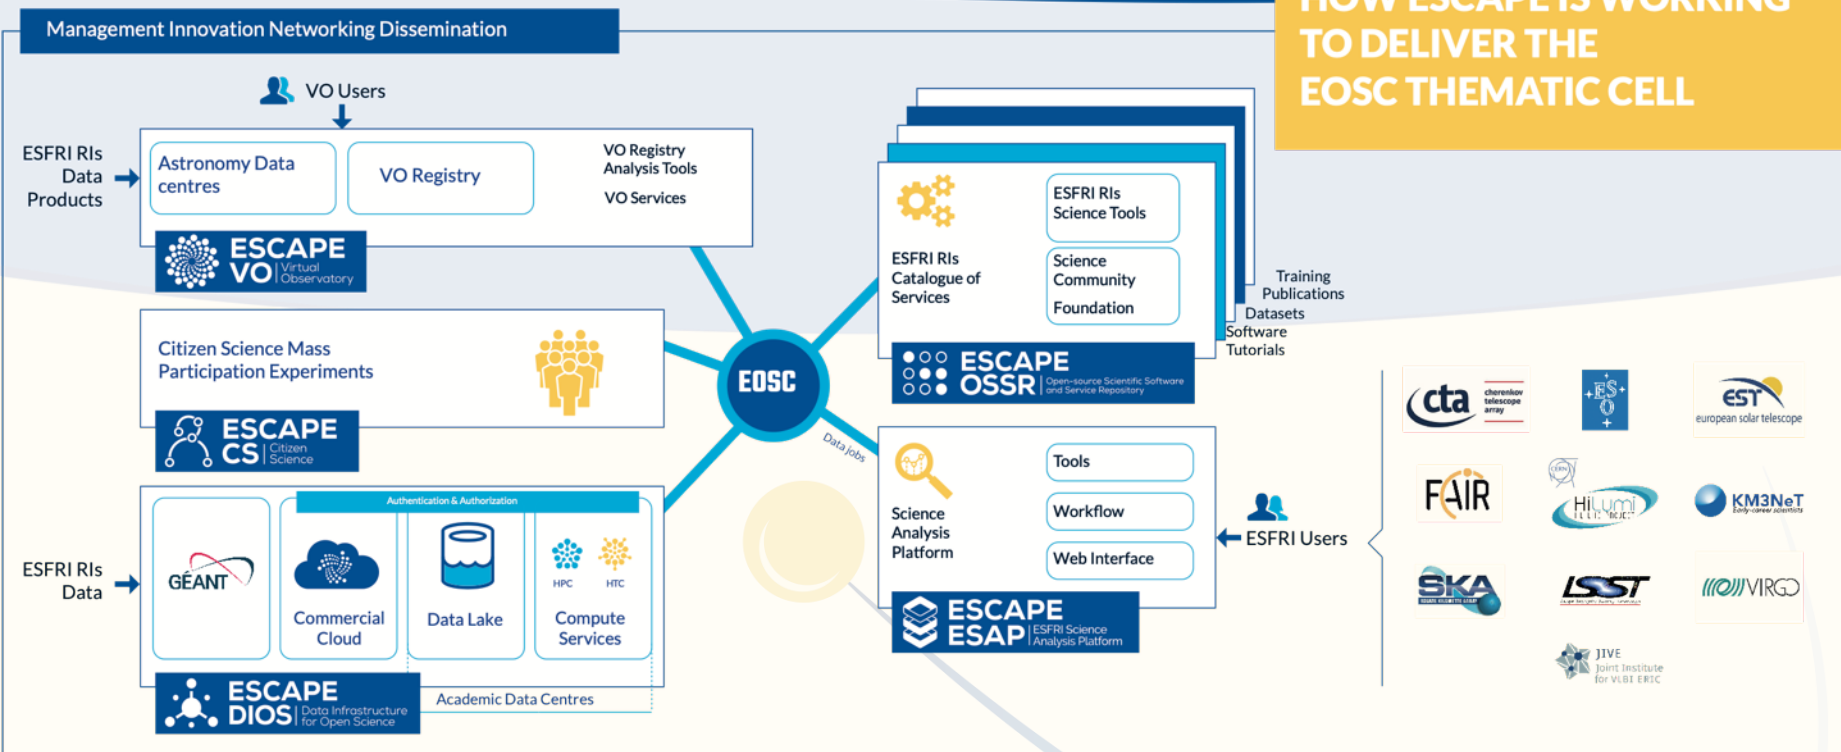 HOW ESCAPE IS WORKING
TO DELIVER THE
EOSC THEMATIC CELL
Management Innovation Networking Dissemination
VO Users
ESFRI RIs
Data
Products
Astronomy Data
centres
VO Registry
VO Registry
Analysis Tools
VO Services
ESCAPE
VO
Virtual
Observatory
Citizen Science Mass
Participation Experiments
ESCAPE
CS
Citizen
Science
EOSC
Data jobs
ESFRI RIs
Catalogue of
Services
ESFRI RIs
Science Tools
Science
Community
Foundation
Training
Publications
Datasets
Software
Tutorials
ESCAPE
OSSR
Open-source Scientific Software
and Service Repository
Science
Analysis
Platform
Tools
Workflow
Web Interface
ESFRI Users
ESCAPE
ESAP
ESFRI Science
Analysis Platform
ESFRI RIs
Data
Authentication & Authorization
GÉANT
Commercial
Cloud
Data Lake
HPC
HTC
Compute
Services
Academic Data Centres
ESCAPE
DIOS
Data Infrastructure
for Open Science
cta
cherenkov
telescope
array
ESO
EST
european solar telescope
FAIR
CERN
HiLumi
KM3NeT
Early-career scientists
SKA
LSST
VIRGO
JIVE
Joint Institute
for VLBI ERIC